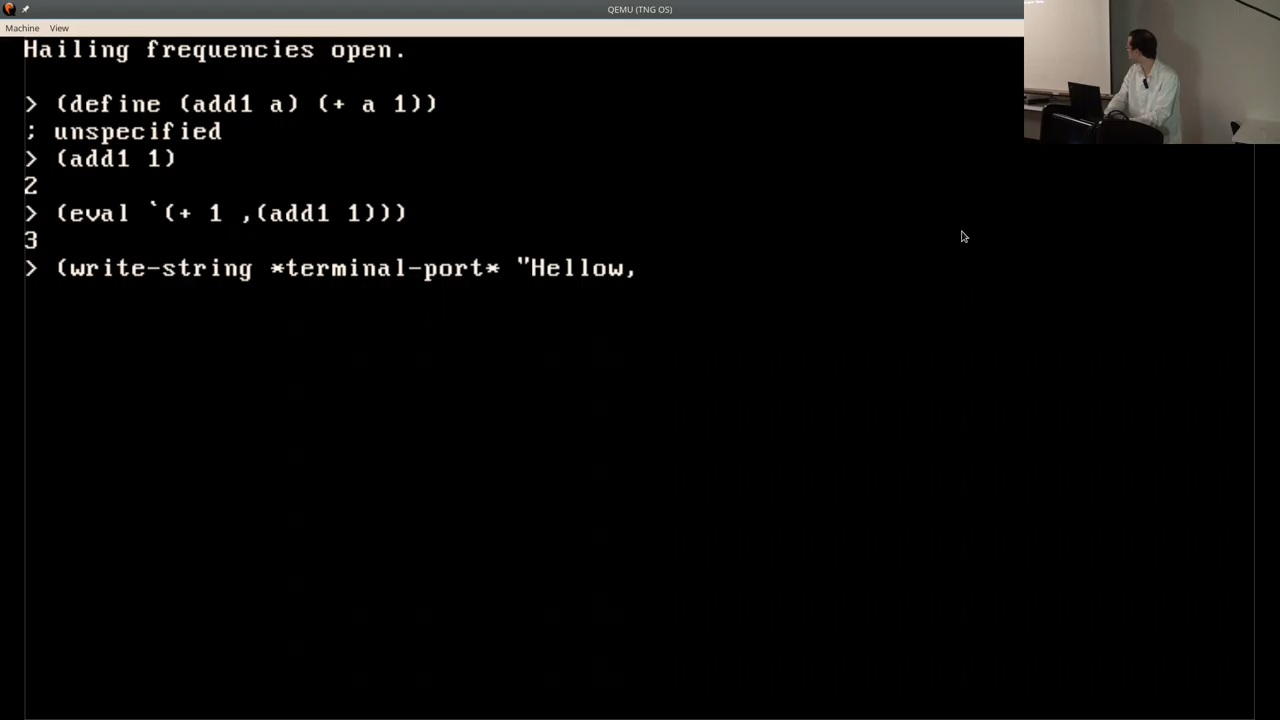 QEMU (TNG OS)
Machine View
Hailing frequencies open.
> (define (add1 a) (+ a 1))
; unspecified
> (add1 1)
2
> (eval `(+ 1 ,(add1 1)))
3
> (write-string *terminal-port* "Hellow,